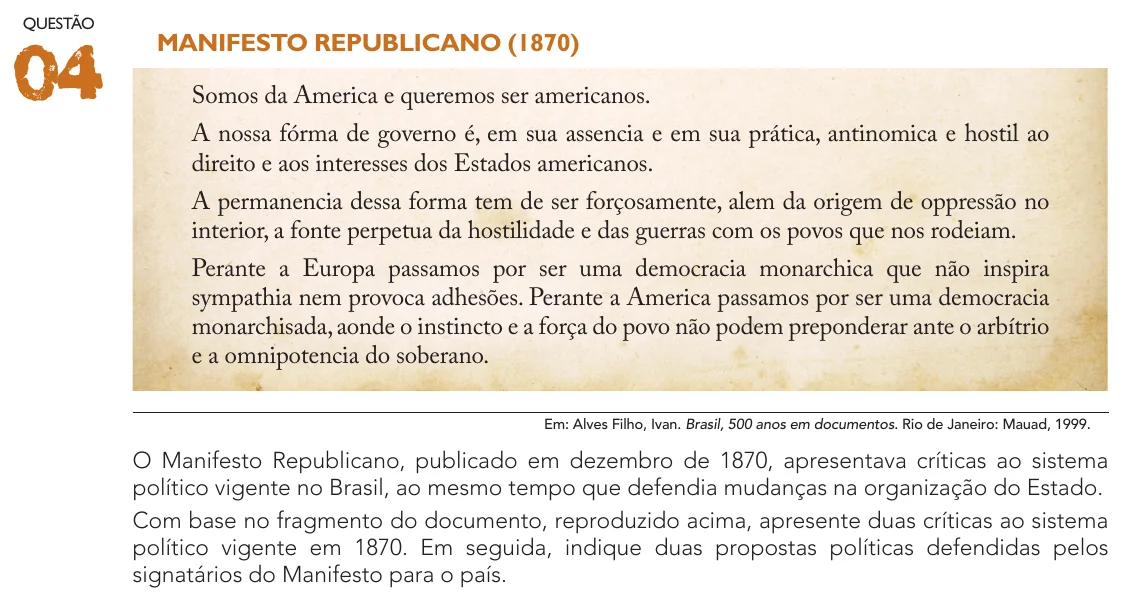 QUESTÃO
04
MANIFESTO REPUBLICANO (1870)
Somos da America e queremos ser americanos.
A nossa fórma de governo é, em sua assencia e em sua prática, antinomica e hostil ao
direito e aos interesses dos Estados americanos.
A permanencia dessa forma tem de ser forçosamente, alem da origem de oppressão no
interior, a fonte perpetua da hostilidade e das guerras com os povos que nos rodeiam.
Perante a Europa passamos por ser uma democracia monarchica que não inspira
sympathia nem provoca adhesões. Perante a America passamos por ser uma democracia
monarchisada, aonde o instincto e a força do povo não podem preponderar ante o arbítrio
e a omnipotencia do soberano.
Em: Alves Filho, Ivan. Brasil, 500 anos em documentos. Rio de Janeiro: Mauad, 1999.
O Manifesto Republicano, publicado em dezembro de 1870, apresentava críticas ao sistema
político vigente no Brasil, ao mesmo tempo que defendia mudanças na organização do Estado.
Com base no fragmento do documento, reproduzido acima, apresente duas críticas ao sistema
político vigente em 1870. Em seguida, indique duas propostas políticas defendidas pelos
signatários do Manifesto para o país.